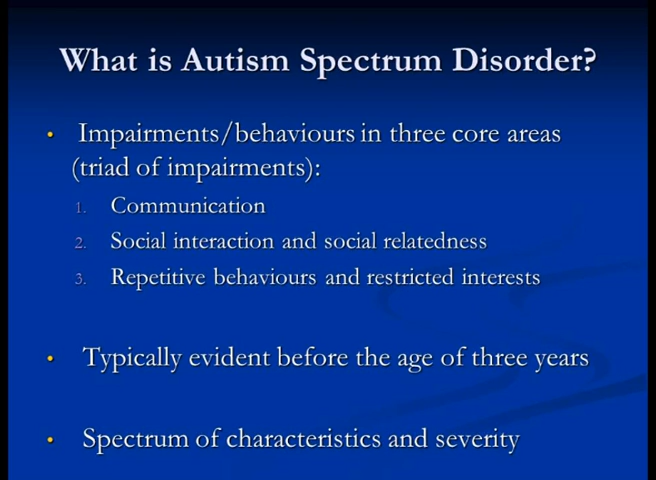 What is Autism Spectrum Disorder?
• Impairments/behaviours in three core areas
(triad of impairments):
1. Communication
2. Social interaction and social relatedness
3. Repetitive behaviours and restricted interests
• Typically evident before the age of three years
• Spectrum of characteristics and severity